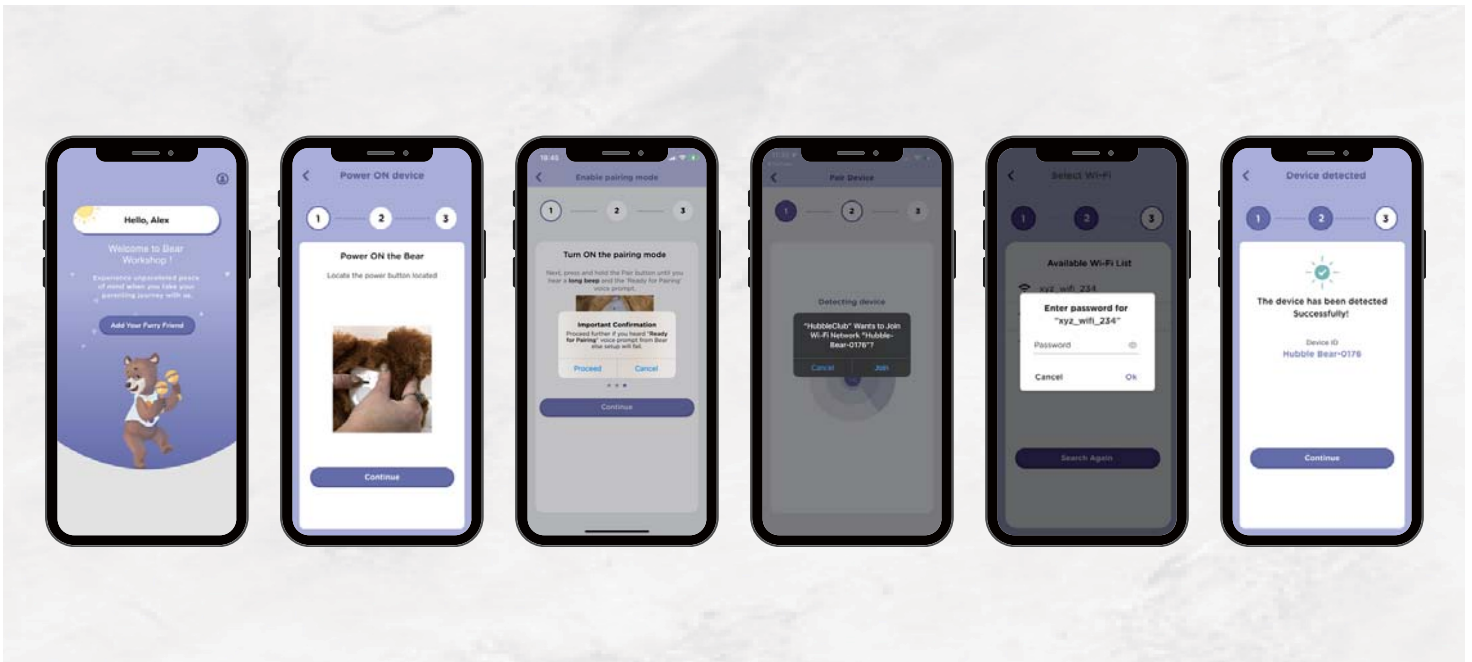 Hello, Alex
Welcome to Bear
Workshop !
Experience unparalleled peace
of mind when you take your
parenting journey with us.
Add Your Furry Friend
Power ON device
1
2
3
Power ON the Bear
Locate the power button located
Continue
19:45
Enable pairing mode
1
2
3
Turn ON the pairing mode
Next, press and hold the Pair button until you
hear a long beep and the 'Ready for Pairing'
voice prompt.
Important Confirmation
Proceed further if you heard "Ready
for Pairing" voice prompt from Bear
else setup will fail.
Proceed
Cancel
Continue
Pair Device
1
2
3
Detecting device
"HubbleClub" Wants to Join
Wi-Fi Network "Hubble-
Bear-0176"?
Cancel
Join
Select Wi-Fi
1
2
3
Available Wi-Fi List
xyz_wifi_234
Enter password for
"xyz_wifi_234"
Password
Cancel
Ok
Search Again
Device detected
1
2
3
The device has been detected
Successfully!
Device ID
Hubble Bear-0176
Continue